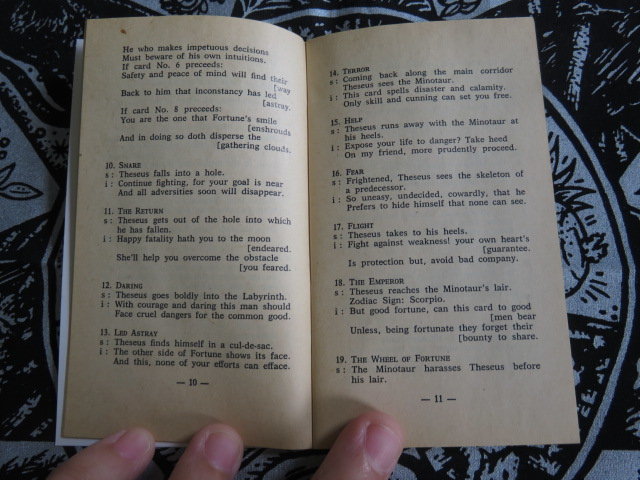 He who makes impetuous decisions
Must beware of his own intuitions.
If card No. 6 preceeds:
Safety and peace of mind will find their
[way
Back to him that inconstancy has led
[astray.
If card No. 8 preceeds:
You are the one that Fortune's smile
[enshrouds
And in doing so doth disperse the
[gathering clouds.
10. SNARE
s : Theseus falls into a hole.
i : Continue fighting, for your goal is near
And all adversities soon will disappear.
11. THE RETURN
s : Theseus gets out of the hole into which
he has fallen.
i : Happy fatality hath you to the moon
[endeared.
She'll help you overcome the obstacle
[you feared.
12. DARING
s : Theseus goes boldly into the Labyrinth.
i : With courage and daring this man should
Face cruel dangers for the common good.
13. LED ASTRAY
s : Theseus finds himself in a cul-de-sac.
i : The other side of Fortune shows its face.
And this, none of your efforts can efface.
— 10 —
14. TERROR
s : Coming back along the main corridor
Theseus sees the Minotaur.
i : This card spells disaster and calamity.
Only skill and cunning can set you free.
15. HELP
s : Theseus runs away with the Minotaur at
his heels.
i : Expose your life to danger? Take heed
On my friend, more prudently proceed.
16. FEAR
s : Frightened, Theseus sees the skeleton of
a predecessor.
i : So uneasy, undecided, cowardly, that he
Prefers to hide himself that none can see.
17. FLIGHT
s : Theseus takes to his heels.
i : Fight against weakness! your own heart's
[guarantee.
Is protection but, avoid bad company.
18. THE EMPEROR
s : Theseus reaches the Minotaur's lair.
Zodiac Sign: Scorpio.
i : But good fortune, can this card to good
[men bear
Unless, being fortunate they forget their
[bounty to share.
19. THE WHEEL OF FORTUNE
s : The Minotaur harasses Theseus before
his lair.
— 11 —